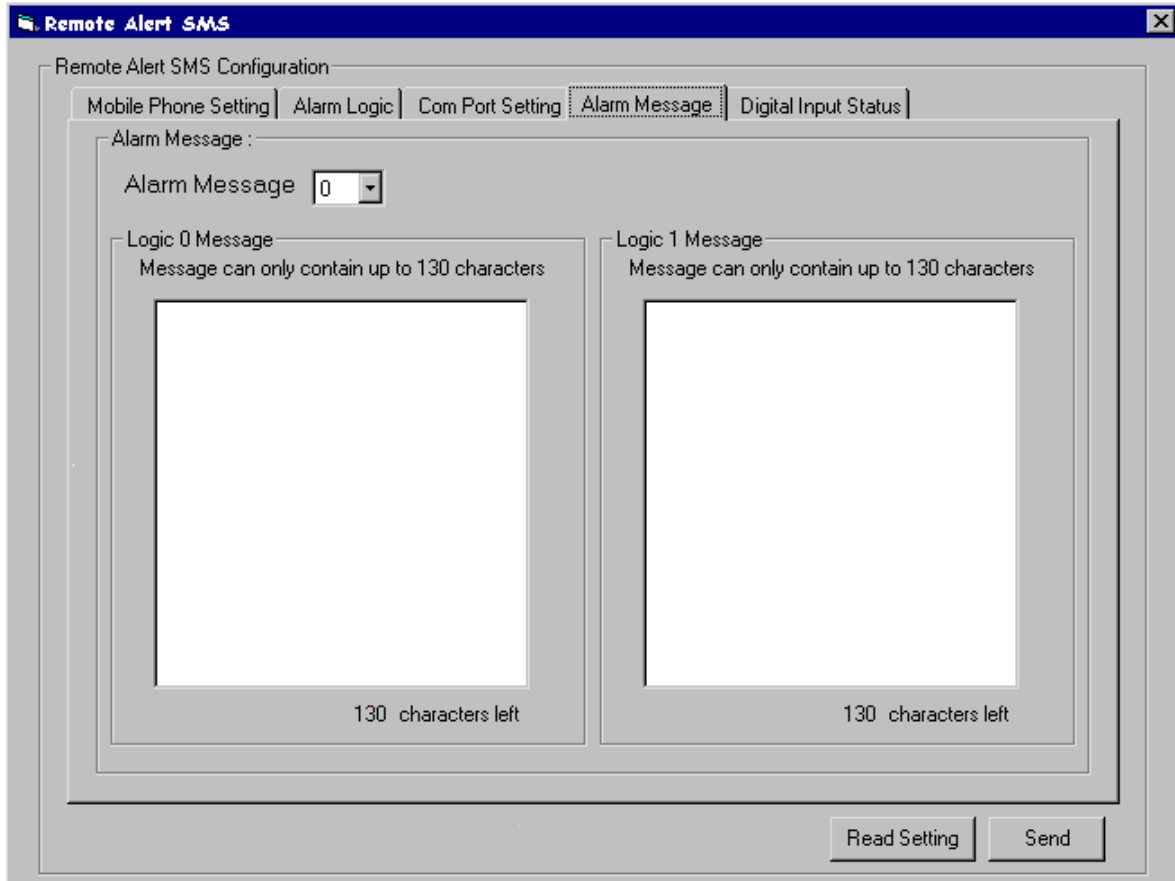 Remote Alert SMS
Remote Alert SMS Configuration
Mobile Phone Setting Alarm Logic Com Port Setting Alarm Message Digital Input Status
Alarm Message :
Alarm Message 0
Logic 0 Message
Message can only contain up to 130 characters
130 characters left
Logic 1 Message
Message can only contain up to 130 characters
130 characters left
Read Setting Send